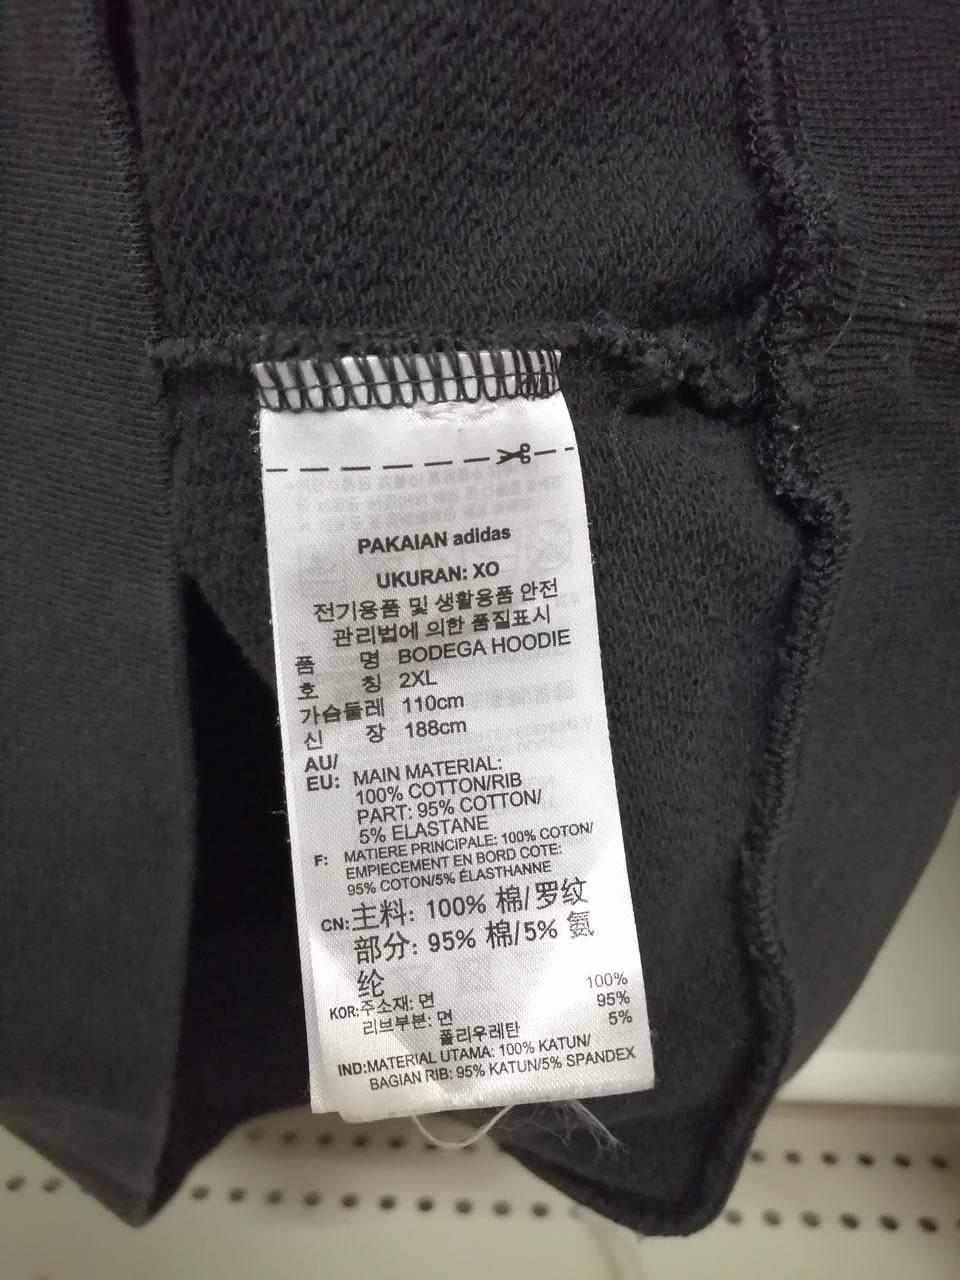 PAKAIAN adidas
UKURAN: XO
전기용품 및 생활용품 안전
관리법에 의한 품질표시
품 명 BODEGA HOODIE
호 칭 2XL
가슴둘레 110cm
신 장 188cm
AU/
EU: MAIN MATERIAL:
100% COTTON/RIB
PART: 95% COTTON/
5% ELASTANE
F: MATIERE PRINCIPALE: 100% COTON/
EMPIECEMENT EN BORD COTE:
95% COTON/5% ÉLASTHANNE
CN: 主料: 100% 棉/罗纹
部分: 95% 棉/5% 氨
纶
KOR: 주소재: 면 100%
리브부분: 면 95%
폴리우레탄 5%
IND: MATERIAL UTAMA: 100% KATUN/
BAGIAN RIB: 95% KATUN/5% SPANDEX